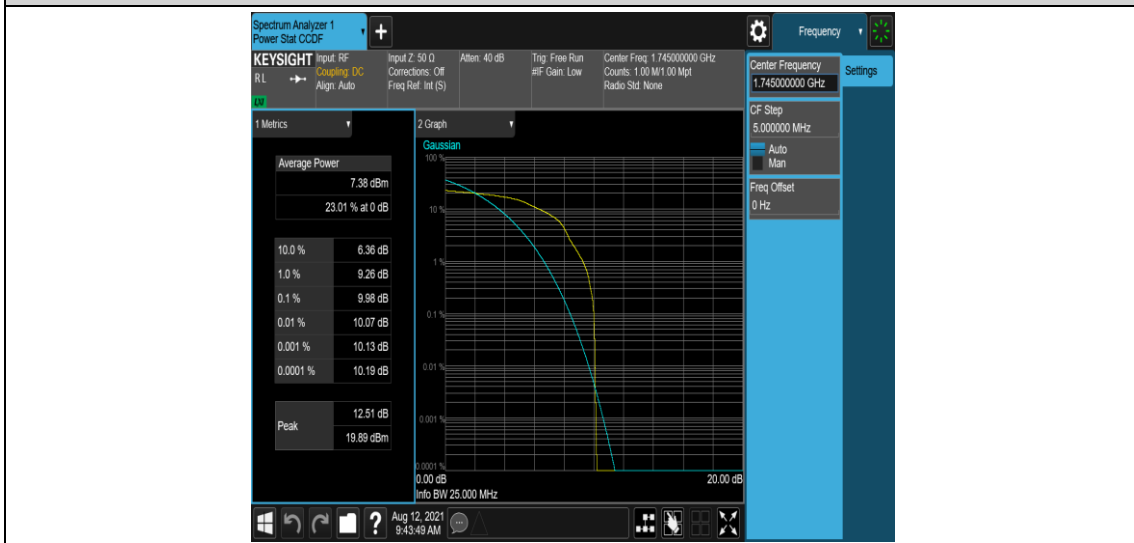 Spectrum Analyzer 1
Power Stat CCDF
Frequency
KEYSIGHT
RL
Input: RF
Coupling: DC
Align: Auto
Input Z: 50 Ω
Corrections: Off
Freq Ref: Int (S)
Atten: 40 dB
Trig: Free Run
#IF Gain: Low
Center Freq: 1.745000000 GHz
Counts: 1.00 M/1.00 Mpt
Radio Std: None
Center Frequency
1.745000000 GHz
Settings
CF Step
5.000000 MHz
Auto
Man
Freq Offset
0 Hz
1 Metrics
Average Power
7.38 dBm
23.01 % at 0 dB
10.0 % 6.36 dB
1.0 % 9.26 dB
0.1 % 9.98 dB
0.01 % 10.07 dB
0.001 % 10.13 dB
0.0001 % 10.19 dB
Peak
12.51 dB
19.89 dBm
2 Graph
Gaussian
100 %
10 %
1 %
0.1 %
0.01 %
0.001 %
0.0001 %
0.00 dB
20.00 dB
Info BW 25.000 MHz
Aug 12, 2021
9:43:49 AM